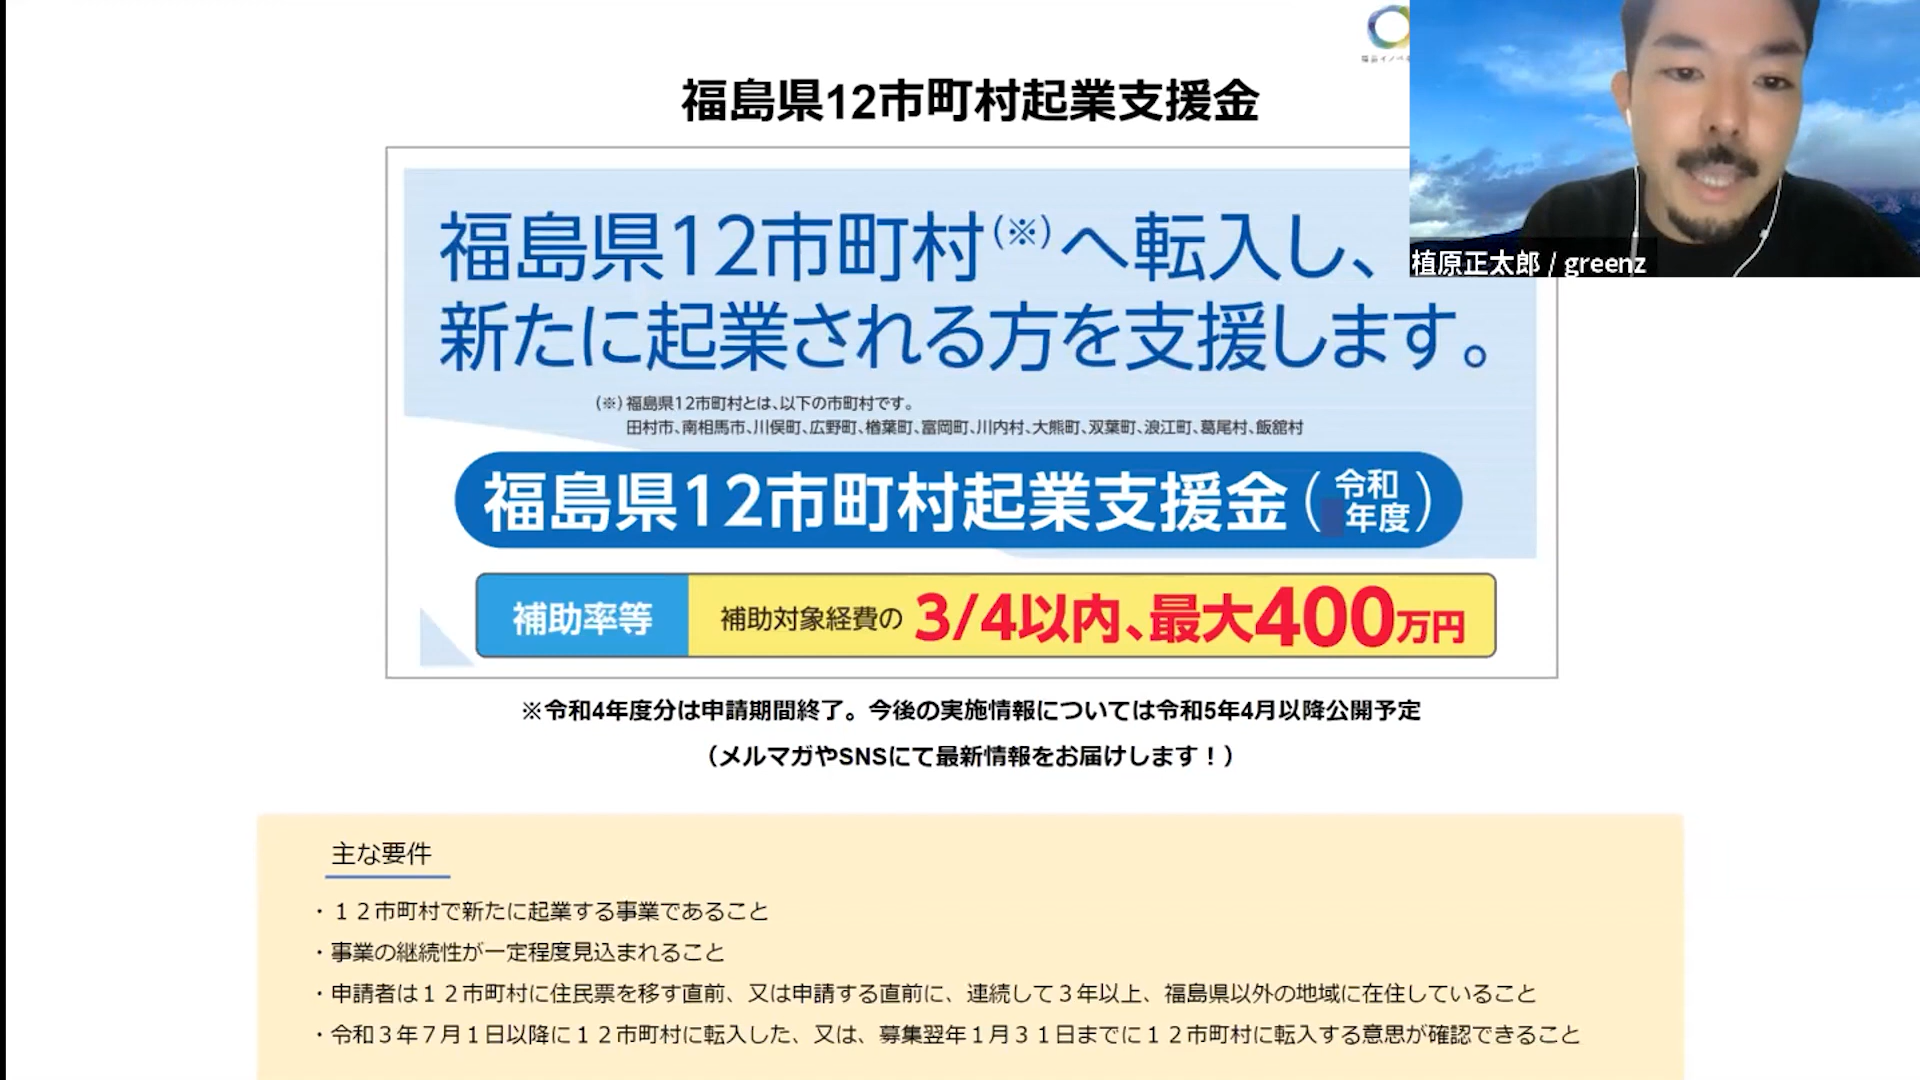 福島県12市町村起業支援金
福島県12市町村(※)へ転入し、
新たに起業される方を支援します。
(※)福島県12市町村とは、以下の市町村です。
田村市、南相馬市、川俣町、広野町、楢葉町、富岡町、川内村、大熊町、双葉町、浪江町、葛尾村、飯舘村
福島県12市町村起業支援金(令和年度)
補助率等 補助対象経費の 3/4以内、最大400万円
※令和4年度分は申請期間終了。今後の実施情報については令和5年4月以降公開予定
（メルマガやSNSにて最新情報をお届けします！）
主な要件
・１２市町村で新たに起業する事業であること
・事業の継続性が一定程度見込まれること
・申請者は１２市町村に住民票を移す直前、又は申請する直前に、連続して３年以上、福島県以外の地域に在住していること
・令和３年７月１日以降に１２市町村に転入した、又は、募集翌年１月３１日までに１２市町村に転入する意思が確認できること
植原正太郎 / greenz